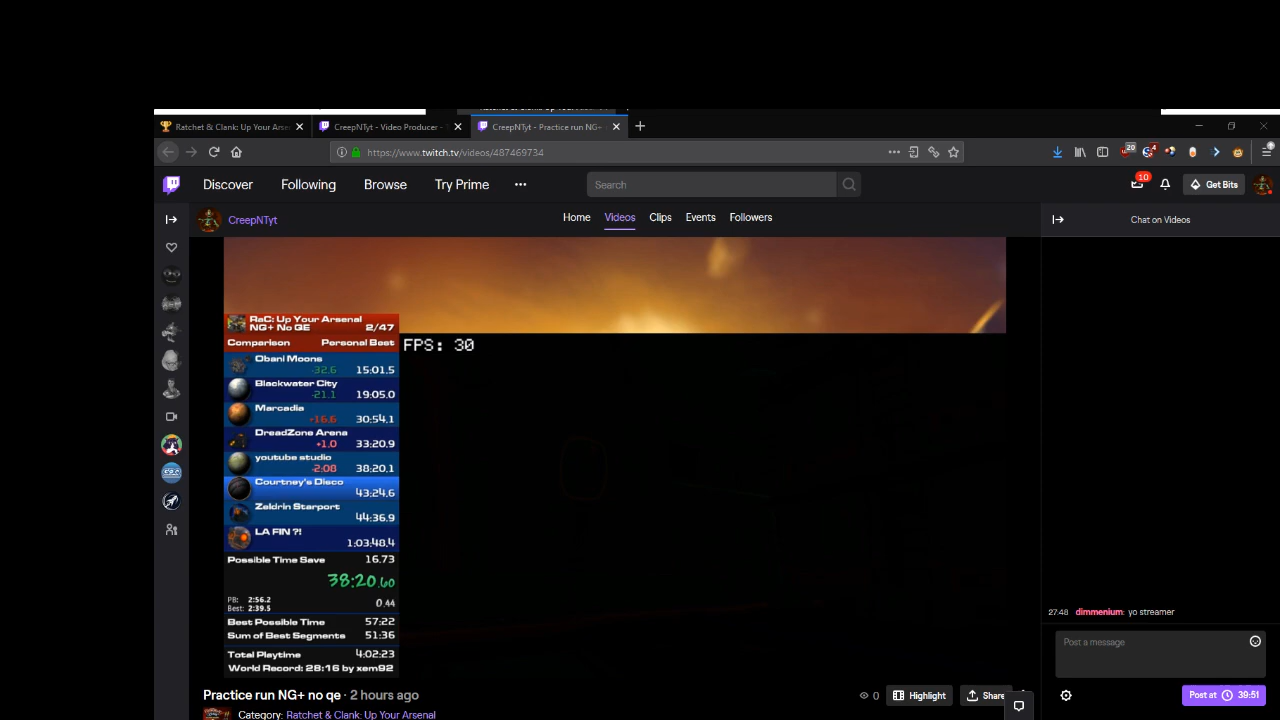 Ratchet & Clank: Up Your Arse
CreepNTyt - Video Producer -
CreepNTyt - Practice run NG+
https://www.twitch.tv/videos/487469734
20
4
Discover
Following
Browse
Try Prime
Search
10
Get Bits
CreepNTyt
Home
Videos
Clips
Events
Followers
Chat on Videos
RaC: Up Your Arsenal
NG+ No QE 2/47
Comparison Personal Best
FPS: 30
Obani Moons
-32.6 15:01.5
Blackwater City
-21.1 19:05.0
Marcadia
+16.6 30:54.1
DreadZone Arena
+1.0 33:20.9
youtube studio
-2:08 38:20.1
Courtney's Disco
43:24.6
Zeldrin Starport
44:36.9
LA FIN ?!
1:03:48.4
Possible Time Save 16.73
38:20.60
PB: 2:56.2
Best: 2:39.5
0.44
Best Possible Time 57:22
Sum of Best Segments 51:36
Total Playtime 4:02:23
World Record: 28:16 by xem92
27:48 dimmenium: yo streamer
Post a message
Practice run NG+ no qe · 2 hours ago
0
Highlight
Share
Post at 39:51
Category: Ratchet & Clank: Up Your Arsenal